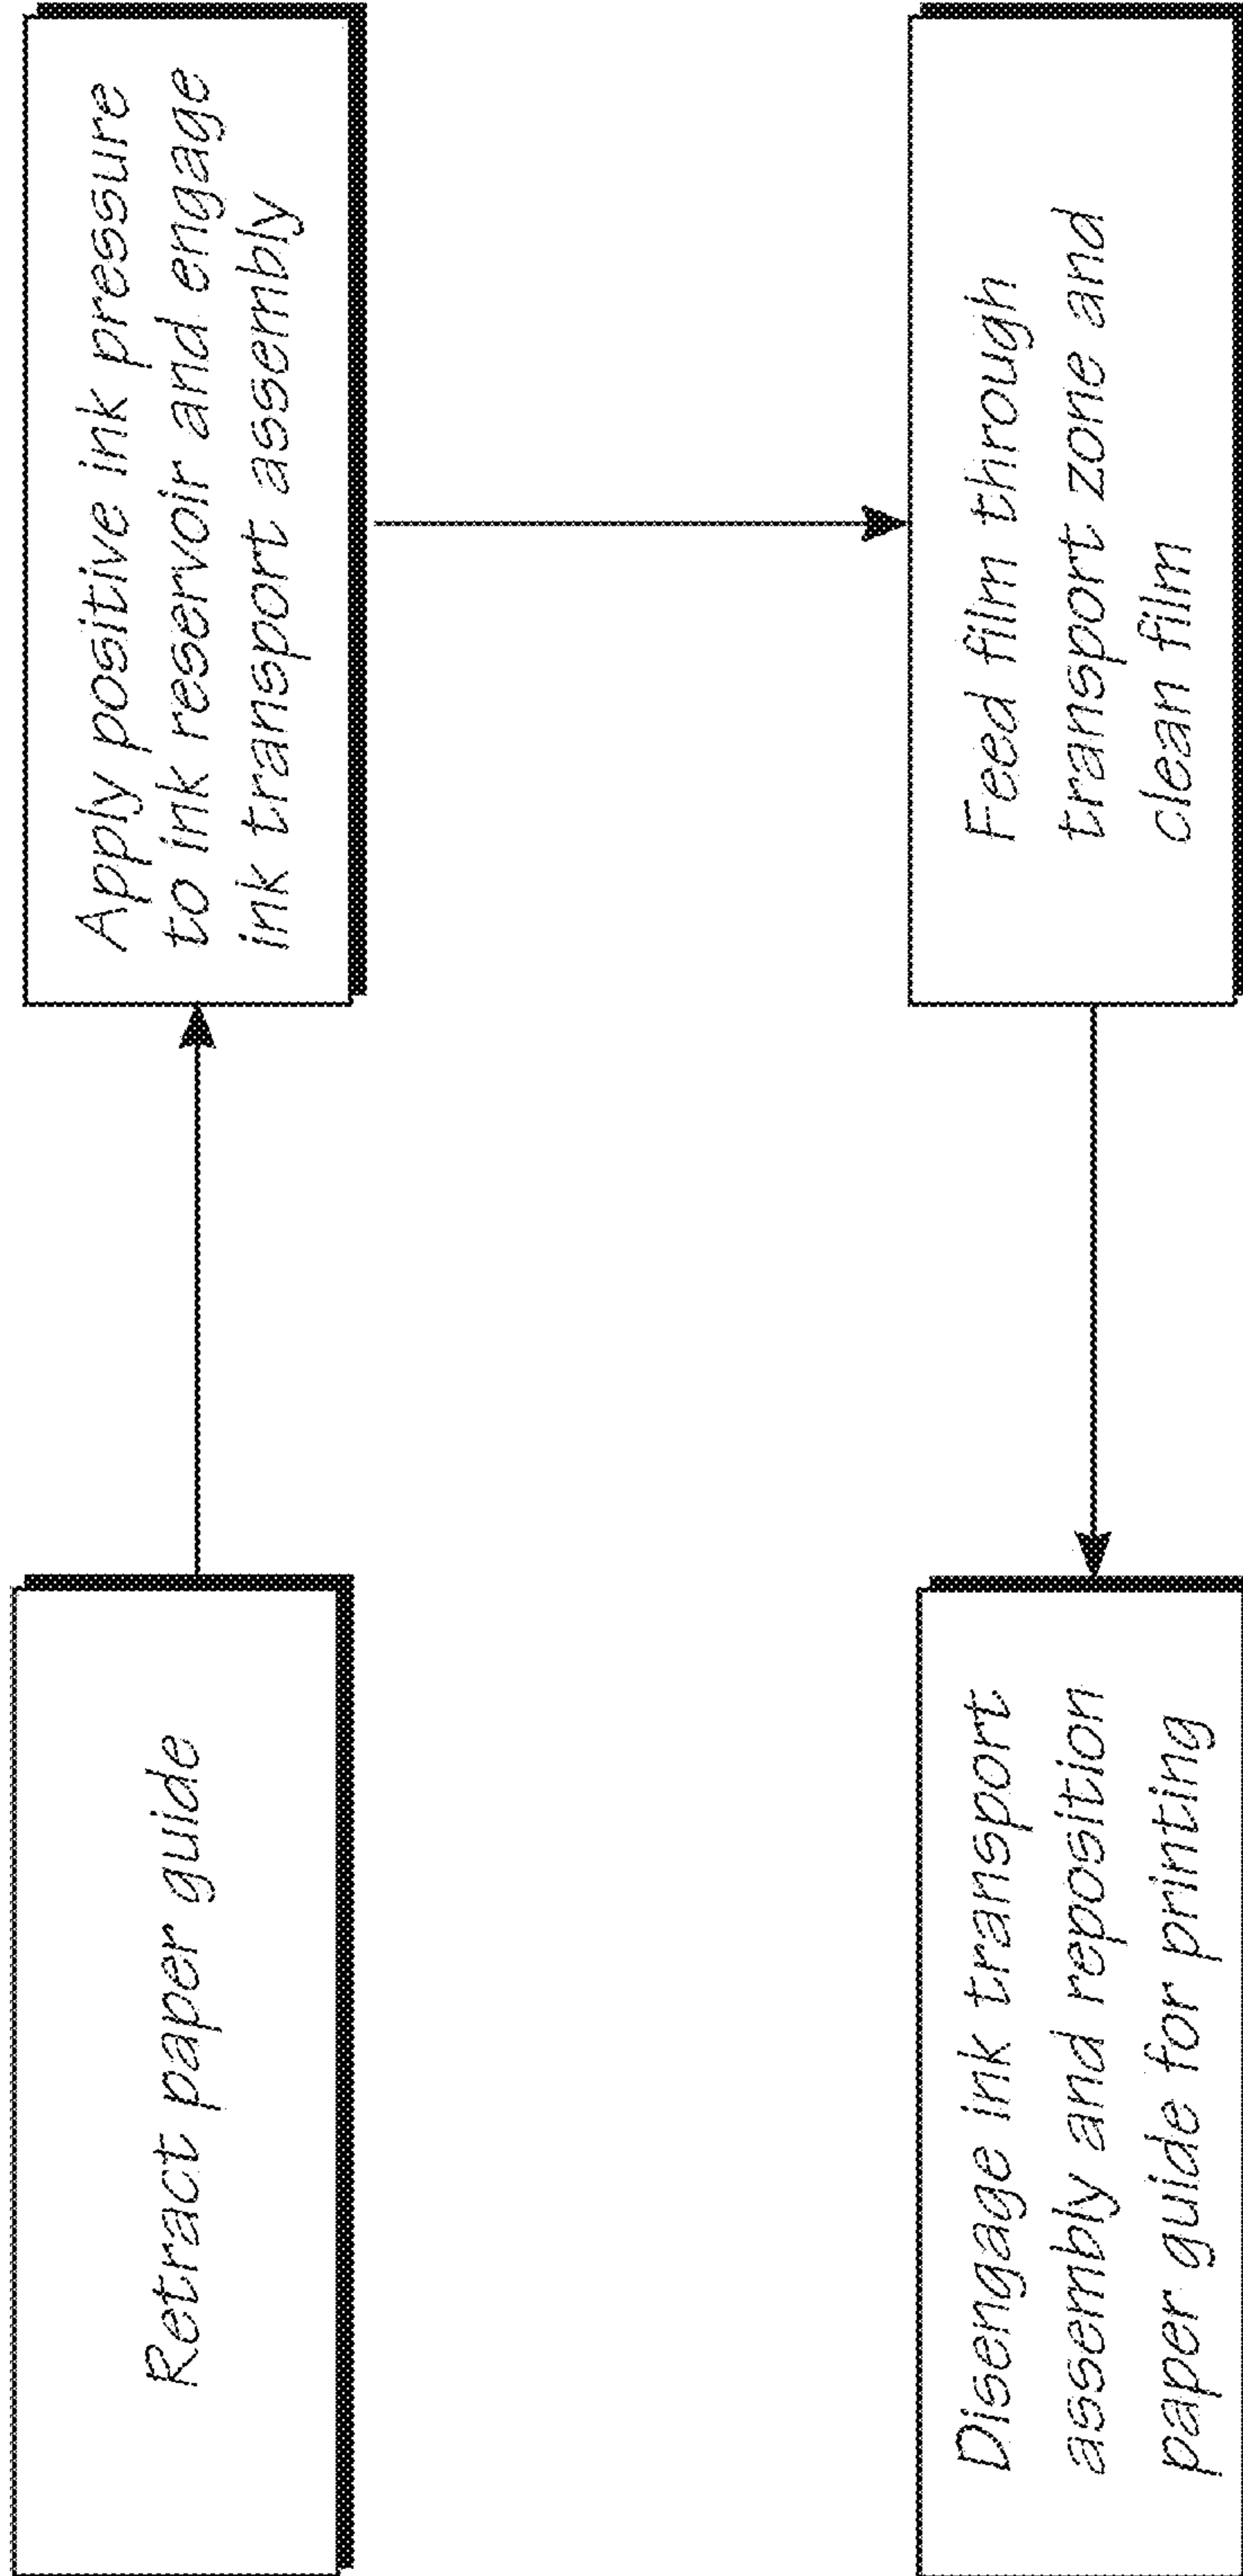 Retract paper guide
Apply positive ink pressure
to ink reservoir and engage
ink transport assembly
Feed film through
transport zone and
clean film
Disengage ink transport
assembly and reposition
paper guide for printing